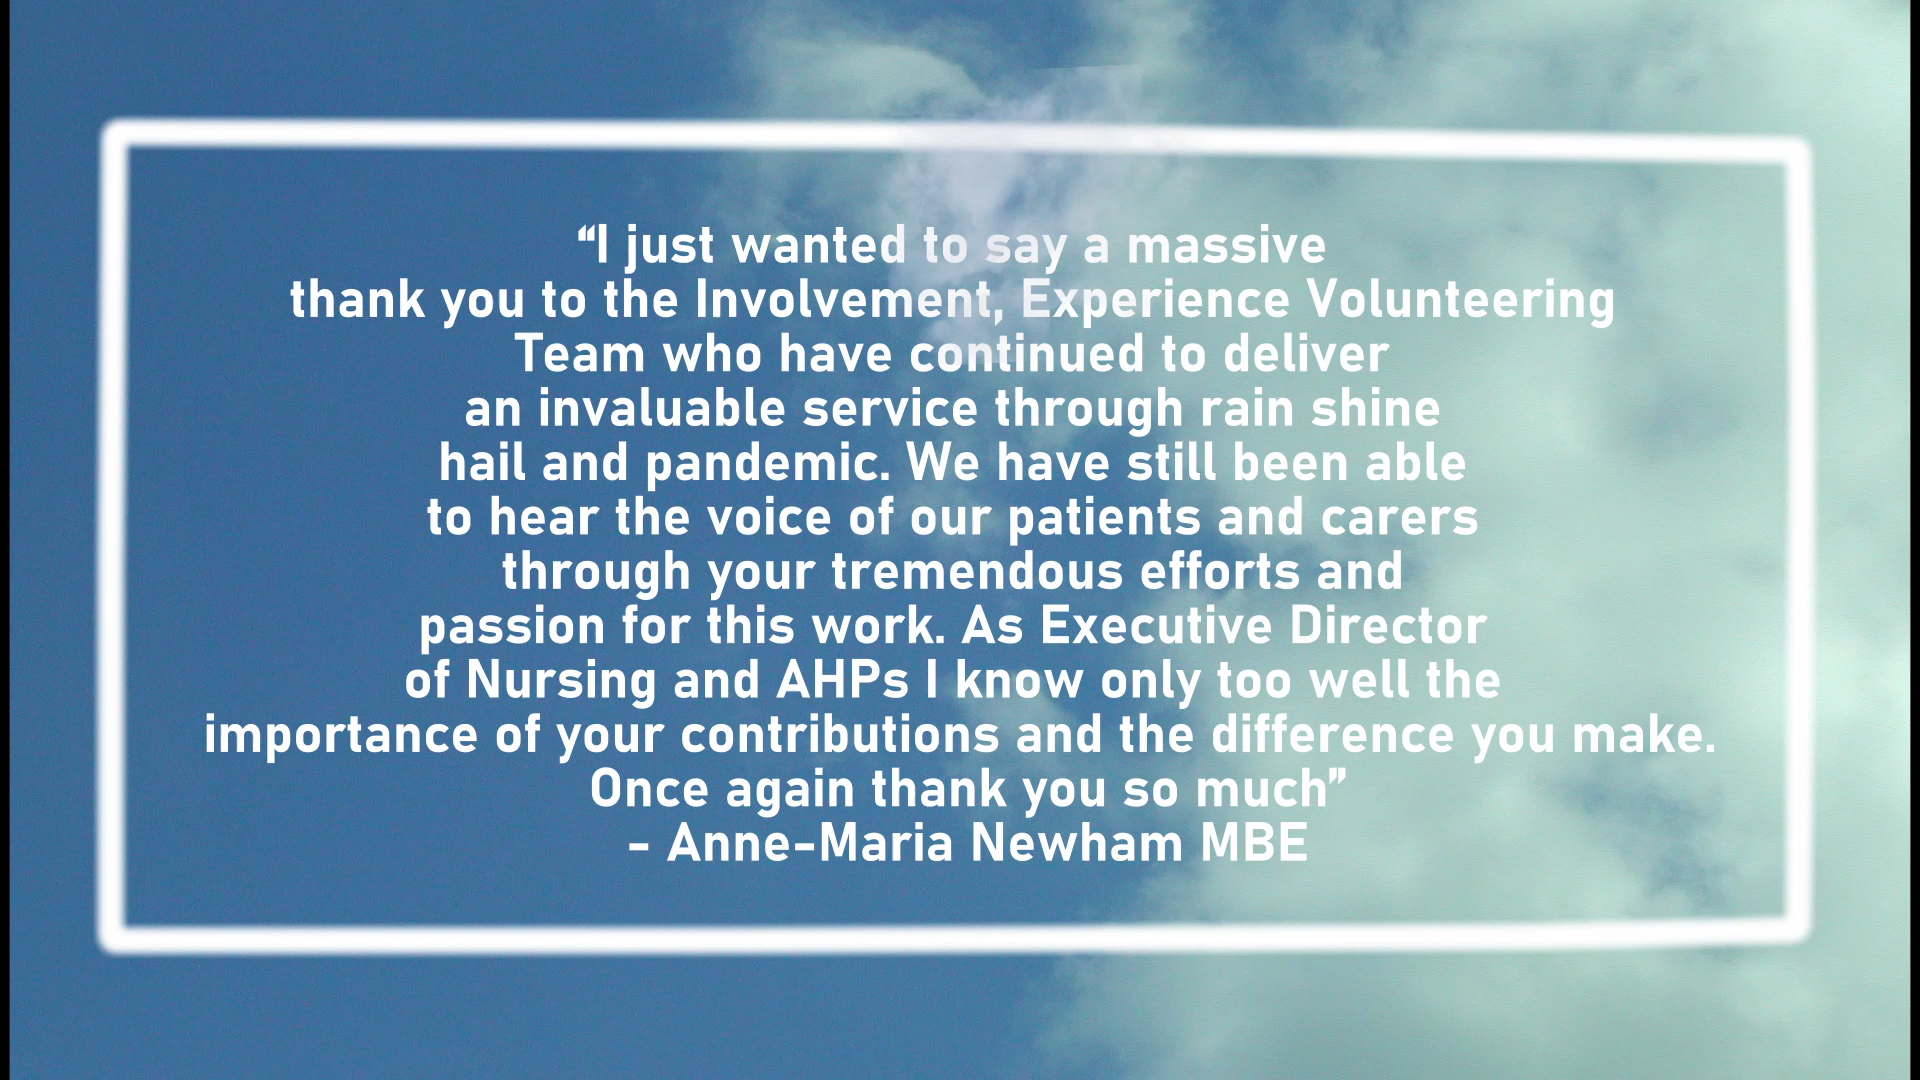 “I just wanted to say a massive
thank you to the Involvement, Experience Volunteering
Team who have continued to deliver
an invaluable service through rain shine
hail and pandemic. We have still been able
to hear the voice of our patients and carers
through your tremendous efforts and
passion for this work. As Executive Director
of Nursing and AHPs I know only too well the
importance of your contributions and the difference you make.
Once again thank you so much”
- Anne-Maria Newham MBE